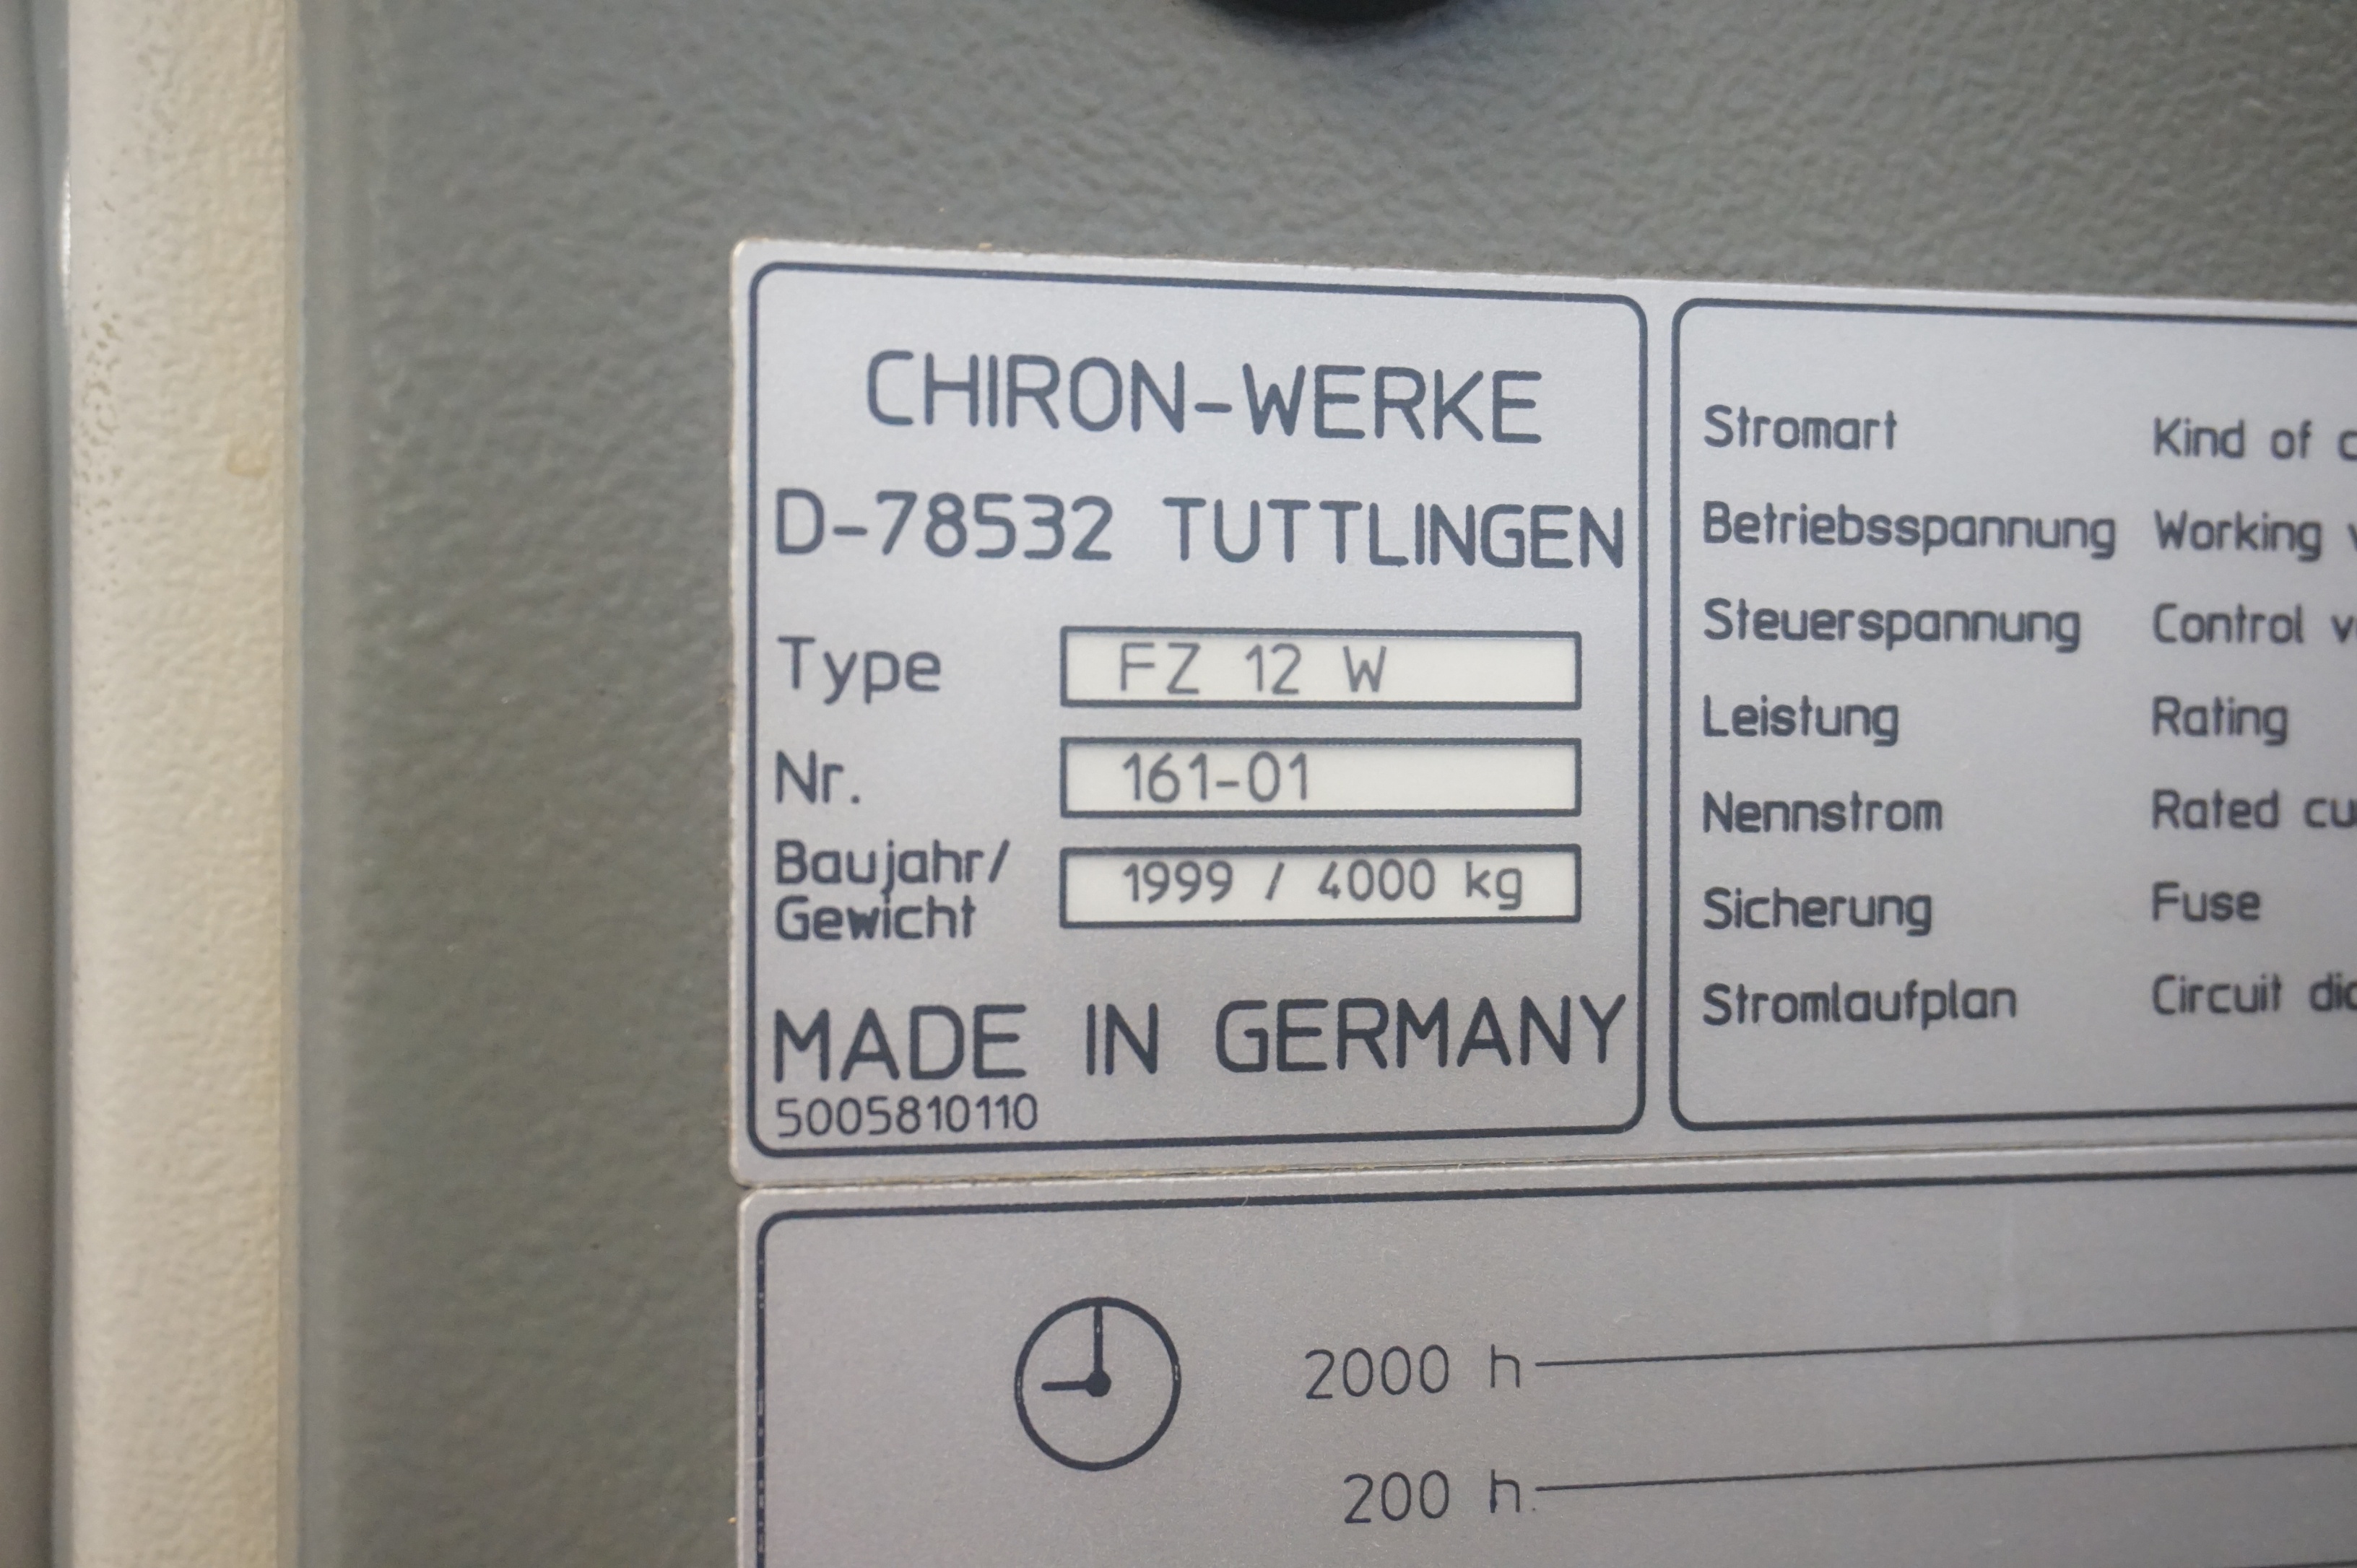 CHIRON-WERKE
D-78532 TUTTLINGEN
Type FZ 12 W
Nr. 161-01
Baujahr/
Gewicht
1999 / 4000 kg
MADE IN GERMANY
5005810110
Stromart Kind of
Betriebsspannung Working
Steuerspannung Control
Leistung Rating
Nennstrom Rated
Sicherung Fuse
Stromlaufplan Circuit
2000 h
200 h